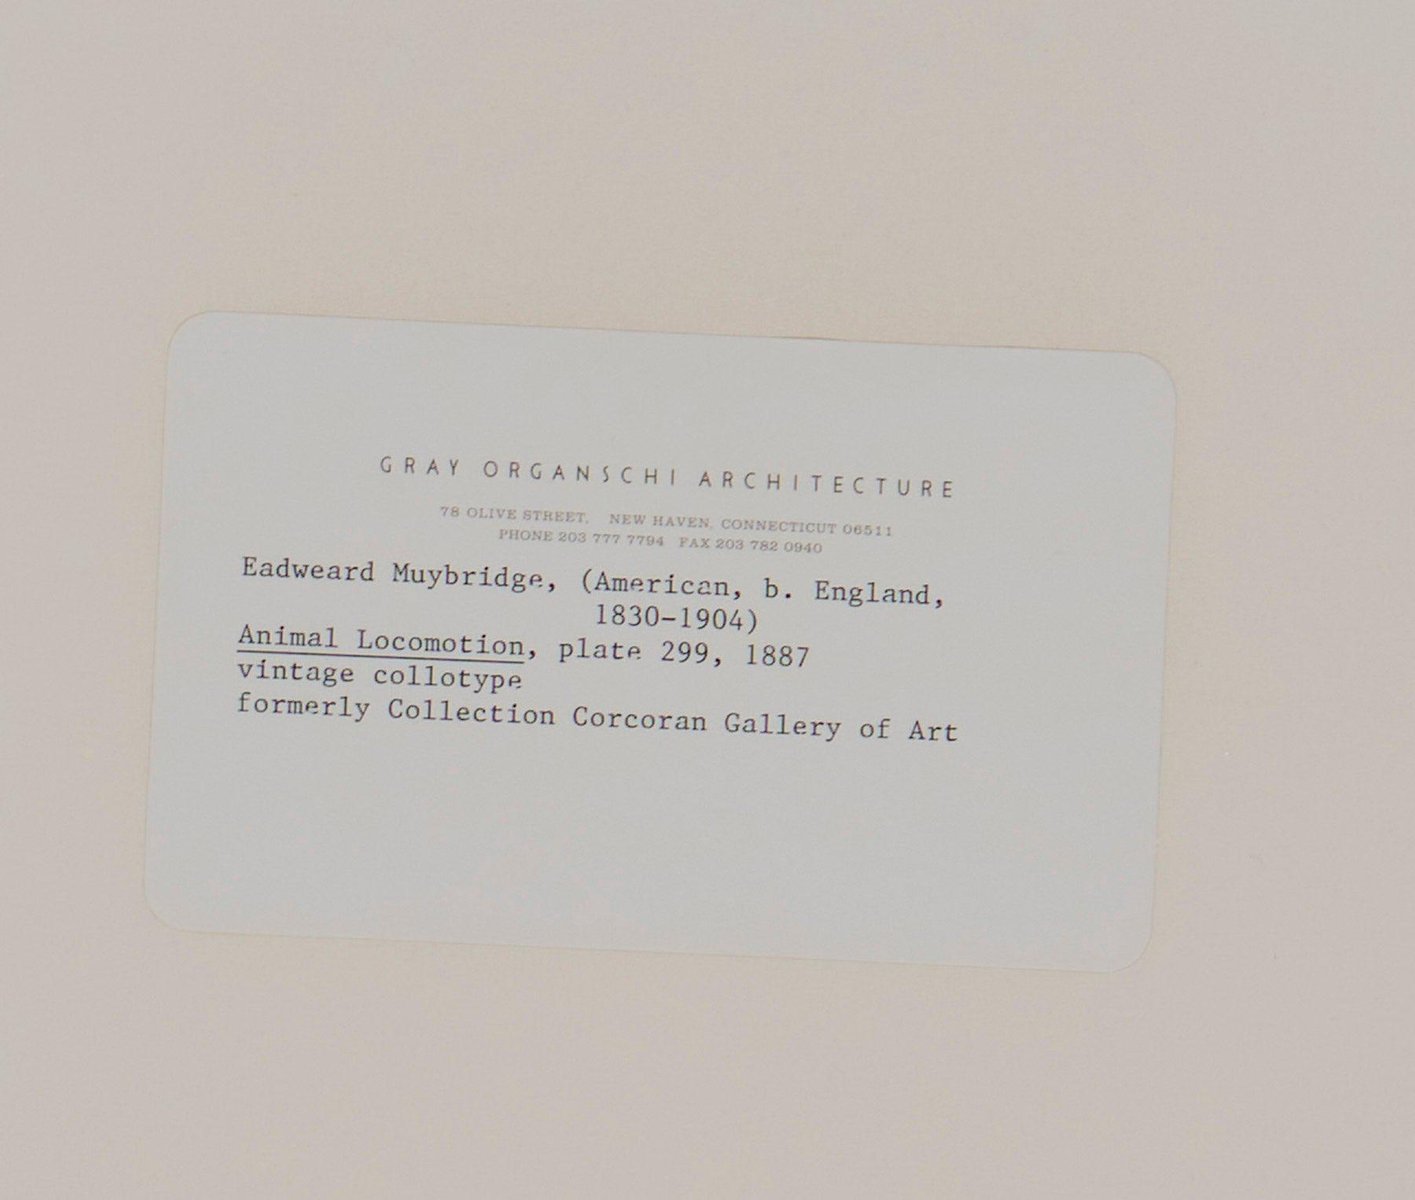 GRAY ORGANSCHI ARCHITECTURE
78 OLIVE STREET, NEW HAVEN, CONNECTICUT 06511
PHONE 203 777 7794 FAX 203 782 0940
Eadweard Muybridge, (American, b. England,
1830-1904)
Animal Locomotion, plate 299, 1887
vintage collotype
formerly Collection Corcoran Gallery of Art